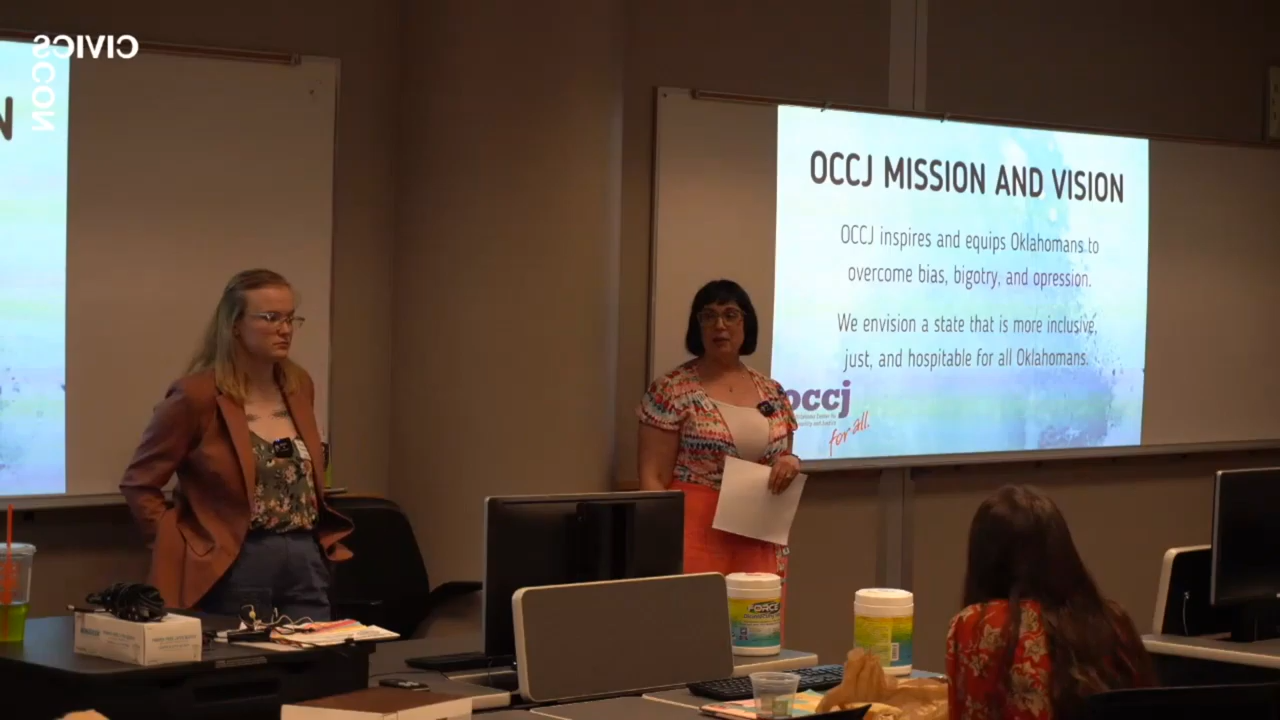 CIVICS
CON
N
OCCJ MISSION AND VISION
OCCJ inspires and equips Oklahomans to
overcome bias, bigotry, and opression.
We envision a state that is more inclusive,
just, and hospitable for all Oklahomans.
occj
for all.
FORCE